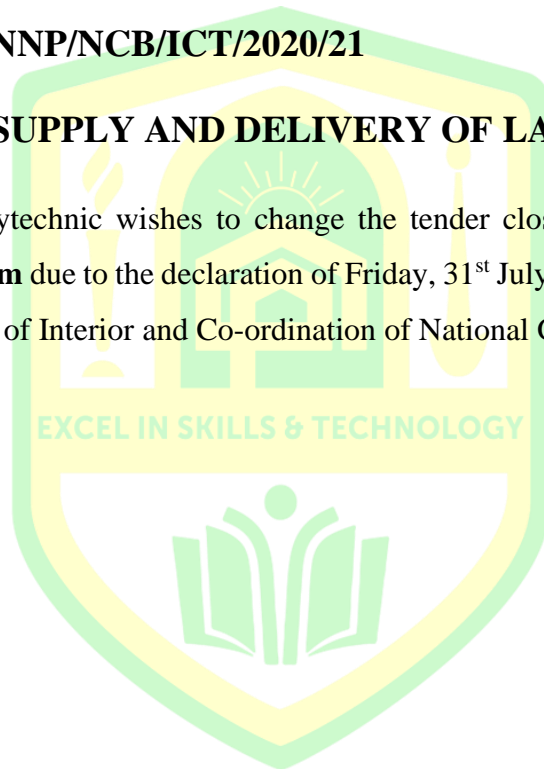 NNP/NCB/ICT/2020/21
SUPPLY AND DELIVERY OF LA
ytechnic wishes to change the tender clos
m due to the declaration of Friday, 31st July
of Interior and Co-ordination of National
EXCEL IN SKILLS & TECHNOLOGY